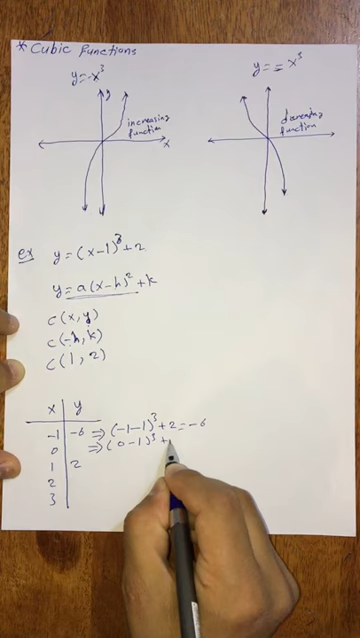 * Cubic Functions
y=-x³
y = = x³
y
increasing function
x
decreasing function
ex y = (x-1)³+2
y=a(x-h)²+k
c(x,y)
c(-h,k)
c(1,2)
x y
-1 -6 ⇒ (-1-1)³+2=-6
0 ⇒ (0-1)³+
1 2
2
3